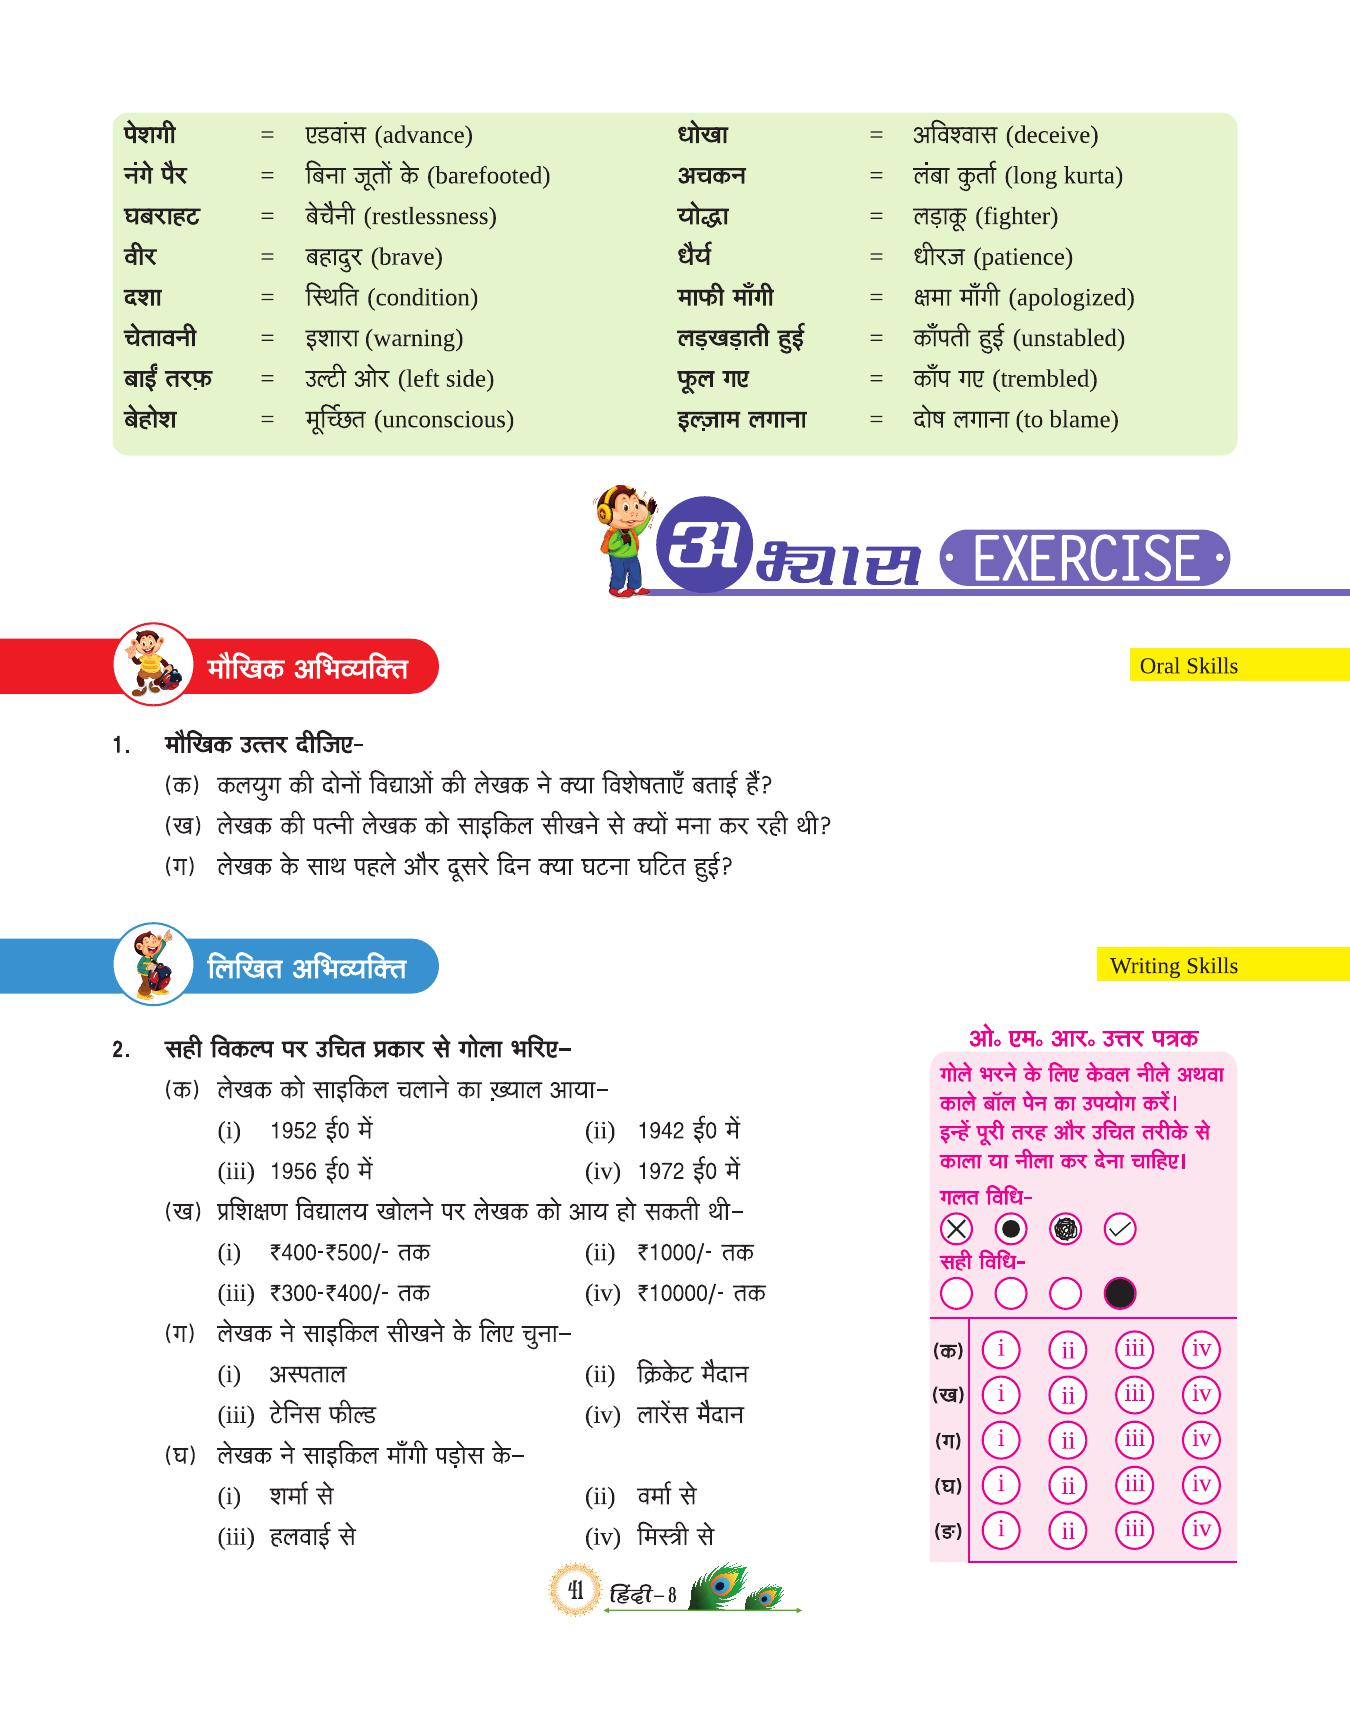 पेशगी = एडवांस (advance) धोखा = अविश्वास (deceive)
नंगे पैर = बिना जूतों के (barefooted) अचकन = लंबा कुर्ता (long kurta)
घबराहट = बेचैनी (restlessness) योद्धा = लड़ाकू (fighter)
वीर = बहादुर (brave) धैर्य = धीरज (patience)
दशा = स्थिति (condition) माफी माँगी = क्षमा माँगी (apologized)
चेतावनी = इशारा (warning) लड़खड़ाती हुई = काँपती हुई (unstabled)
बाईं तरफ़ = उल्टी ओर (left side) फूल गए = काँप गए (trembled)
बेहोश = मूर्च्छित (unconscious) इल्ज़ाम लगाना = दोष लगाना (to blame)
अभ्यास EXERCISE
मौखिक अभिव्यक्ति Oral Skills
1. मौखिक उत्तर दीजिए–
(क) कलयुग की दोनों विद्याओं की लेखक ने क्या विशेषताएँ बताई हैं?
(ख) लेखक की पत्नी लेखक को साइकिल सीखने से क्यों मना कर रही थी?
(ग) लेखक के साथ पहले और दूसरे दिन क्या घटना घटित हुई?
लिखित अभिव्यक्ति Writing Skills
2. सही विकल्प पर उचित प्रकार से गोला भरिए–
(क) लेखक को साइकिल चलाने का ख़्याल आया–
(i) 1952 ई0 में (ii) 1942 ई0 में
(iii) 1956 ई0 में (iv) 1972 ई0 में
(ख) प्रशिक्षण विद्यालय खोलने पर लेखक को आय हो सकती थी–
(i) ₹400-₹500/- तक (ii) ₹1000/- तक
(iii) ₹300-₹400/- तक (iv) ₹10000/- तक
(ग) लेखक ने साइकिल सीखने के लिए चुना–
(i) अस्पताल (ii) क्रिकेट मैदान
(iii) टेनिस फील्ड (iv) लारेंस मैदान
(घ) लेखक ने साइकिल माँगी पड़ोस के–
(i) शर्मा से (ii) वर्मा से
(iii) हलवाई से (iv) मिस्त्री से
ओ॰ एम॰ आर॰ उत्तर पत्रक
गोले भरने के लिए केवल नीले अथवा
काले बॉल पेन का उपयोग करें।
इन्हें पूरी तरह और उचित तरीके से
काला या नीला कर देना चाहिए।
गलत विधि–
सही विधि–
(क) i ii iii iv
(ख) i ii iii iv
(ग) i ii iii iv
(घ) i ii iii iv
(ङ) i ii iii iv
41 हिंदी–8